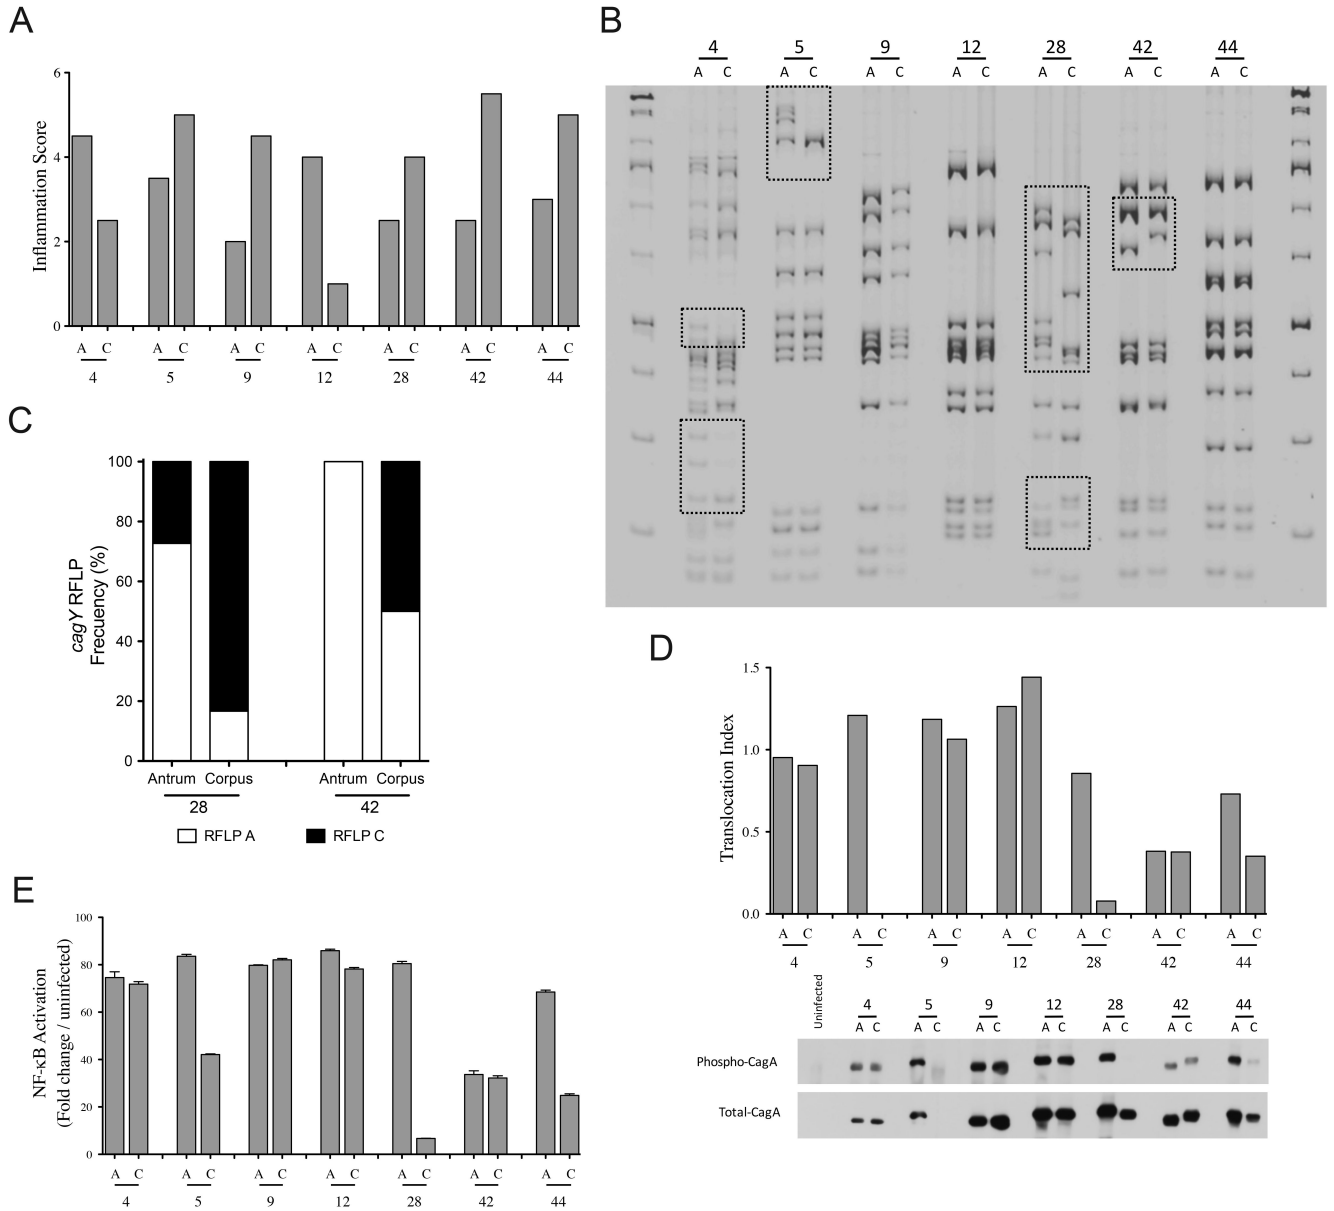 A
Inflammation Score
6
4
2
0
A C A C A C A C A C A C A C
4 5 9 12 28 42 44
B
4 5 9 12 28 42 44
A C A C A C A C A C A C A C
C
cagY RFLP
Frecuency (%)
100
80
60
40
20
0
Antrum Corpus Antrum Corpus
28 42
RFLP A RFLP C
D
Translocation Index
1.5
1.0
0.5
0.0
A C A C A C A C A C A C A C
4 5 9 12 28 42 44
Uninfected
4 5 9 12 28 42 44
A C A C A C A C A C A C A C
Phospho-CagA
Total-CagA
E
NF-κB Activation
(Fold change / uninfected)
100
80
60
40
20
0
A C A C A C A C A C A C A C
4 5 9 12 28 42 44